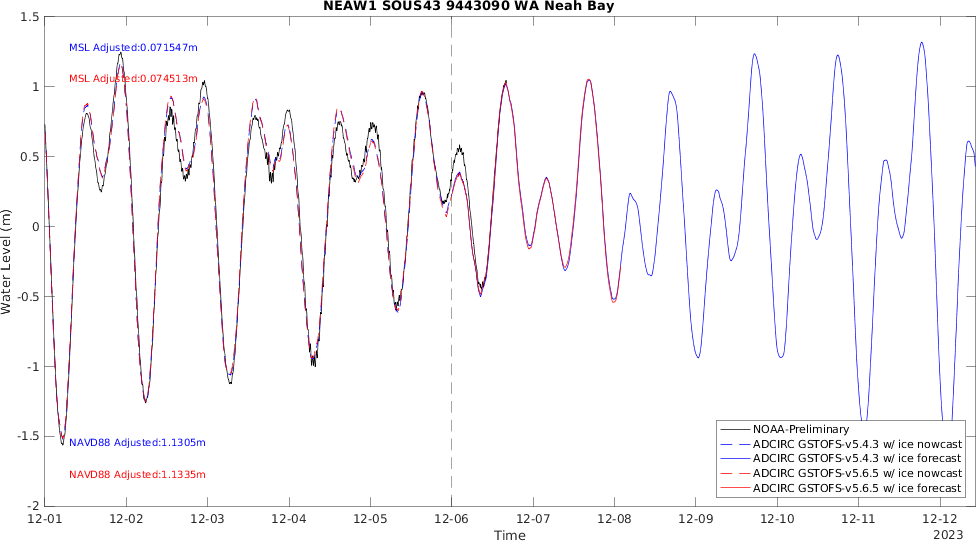 NEAW1 SOUS43 9443090 WA Neah Bay
1.5
1
0.5
0
-0.5
-1
-1.5
-2
Water Level (m)
MSL Adjusted:0.071547m
MSL Adjusted:0.074513m
NAVD88 Adjusted:1.1305m
NAVD88 Adjusted:1.1335m
NOAA-Preliminary
ADCIRC GSTOFS-v5.4.3 w/ ice nowcast
ADCIRC GSTOFS-v5.4.3 w/ ice forecast
ADCIRC GSTOFS-v5.6.5 w/ ice nowcast
ADCIRC GSTOFS-v5.6.5 w/ ice forecast
12-01 12-02 12-03 12-04 12-05 12-06 12-07 12-08 12-09 12-10 12-11 12-12
Time
2023